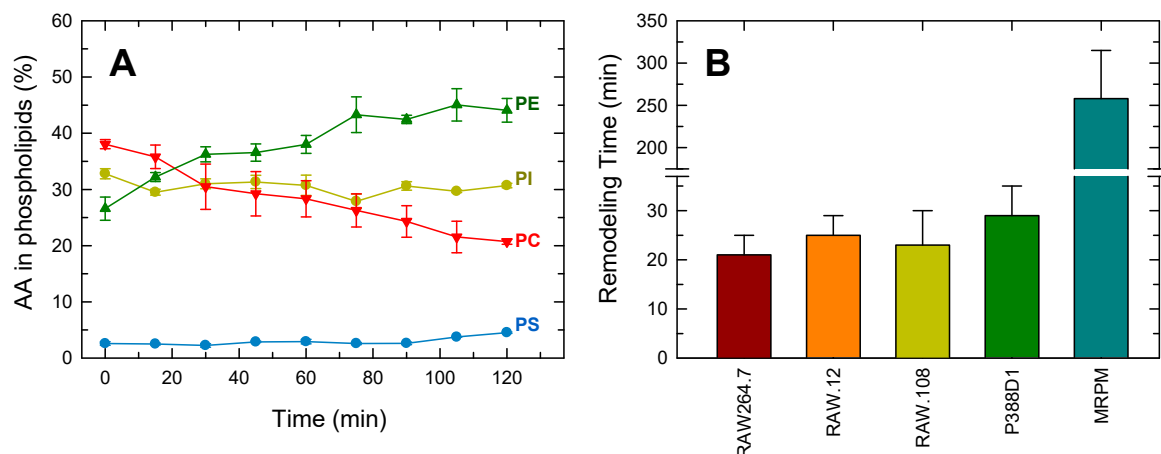 A
AA in phospholipids (%)
60
50
40
30
20
10
0
PE
PI
PC
PS
0 20 40 60 80 100 120
Time (min)
B
Remodeling Time (min)
350
300
250
200
30
20
10
0
RAW264.7
RAW.12
RAW.108
P388D1
MRPM